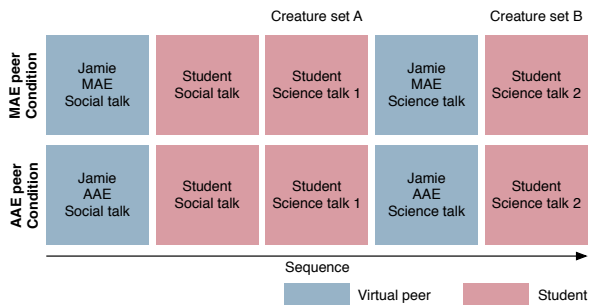 Creature set A
Creature set B
MAE peer
Condition
Jamie
MAE
Social talk
Student
Social talk
Student
Science talk 1
Jamie
MAE
Science talk
Student
Science talk 2
AAE peer
Condition
Jamie
AAE
Social talk
Student
Social talk
Student
Science talk 1
Jamie
AAE
Science talk
Student
Science talk 2
Sequence
Virtual peer
Student